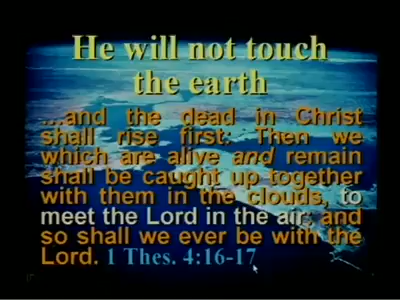 He will not touch
the earth
...and the dead in Christ
shall rise first: Then we
which are alive and remain
shall be caught up together
with them in the clouds, to
meet the Lord in the air: and
so shall we ever be with the
Lord. 1 Thes. 4:16-17